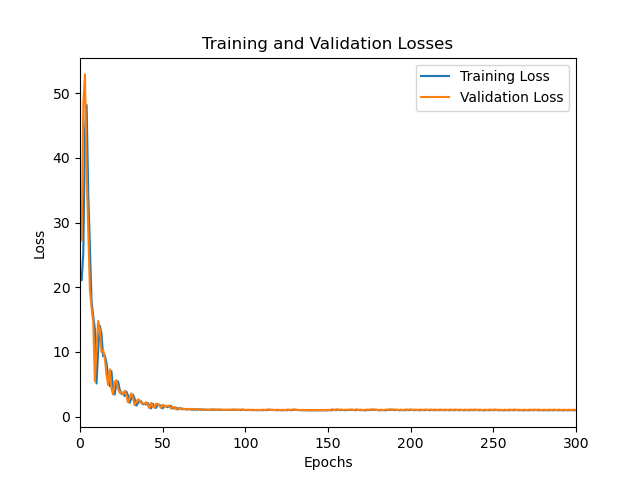 Training and Validation Losses
Training Loss
Validation Loss
Loss
50
40
30
20
10
0
0 50 100 150 200 250 300
Epochs